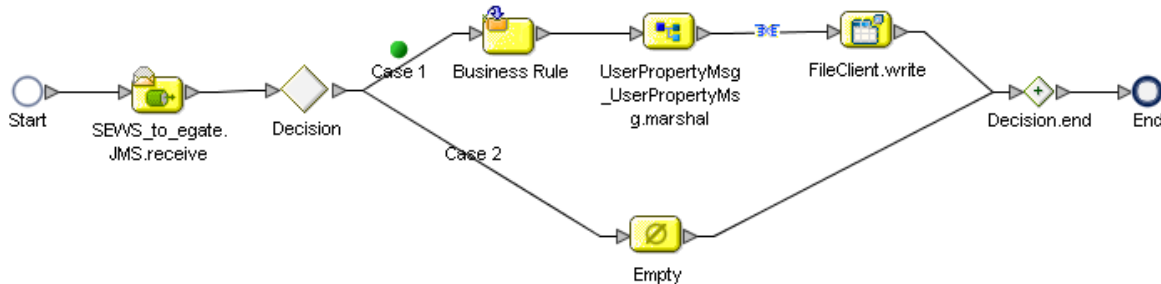 Start
SEWS_to_egate.
JMS.receive
Decision
Case 1
Business Rule
UserPropertyMsg
_UserPropertyMs
g.marshal
FileClient.write
Case 2
Empty
Decision.end
End